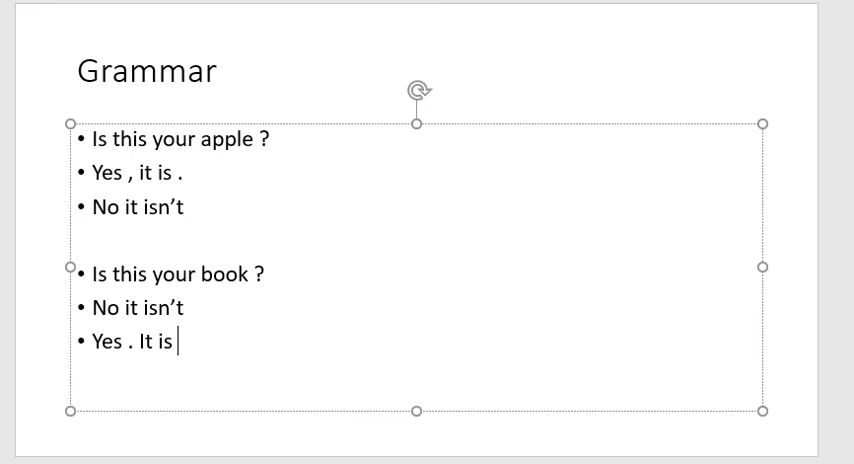 Grammar
• Is this your apple ?
• Yes , it is .
• No it isn’t
• Is this your book ?
• No it isn’t
• Yes . It is